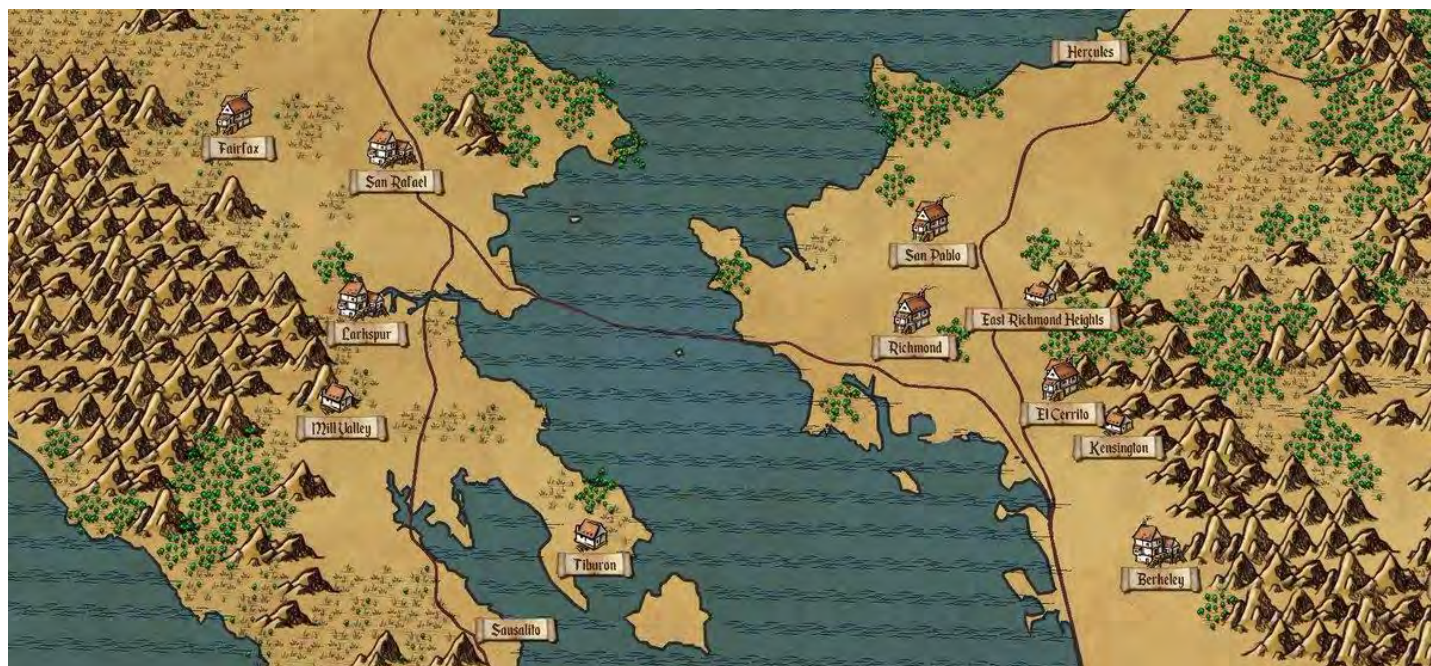 Hercules
Fairfax
San Rafael
San Pablo
East Richmond Heights
Larkspur
Richmond
El Cerrito
Mill Valley
Kensington
Tiburon
Berkeley
Sausalito